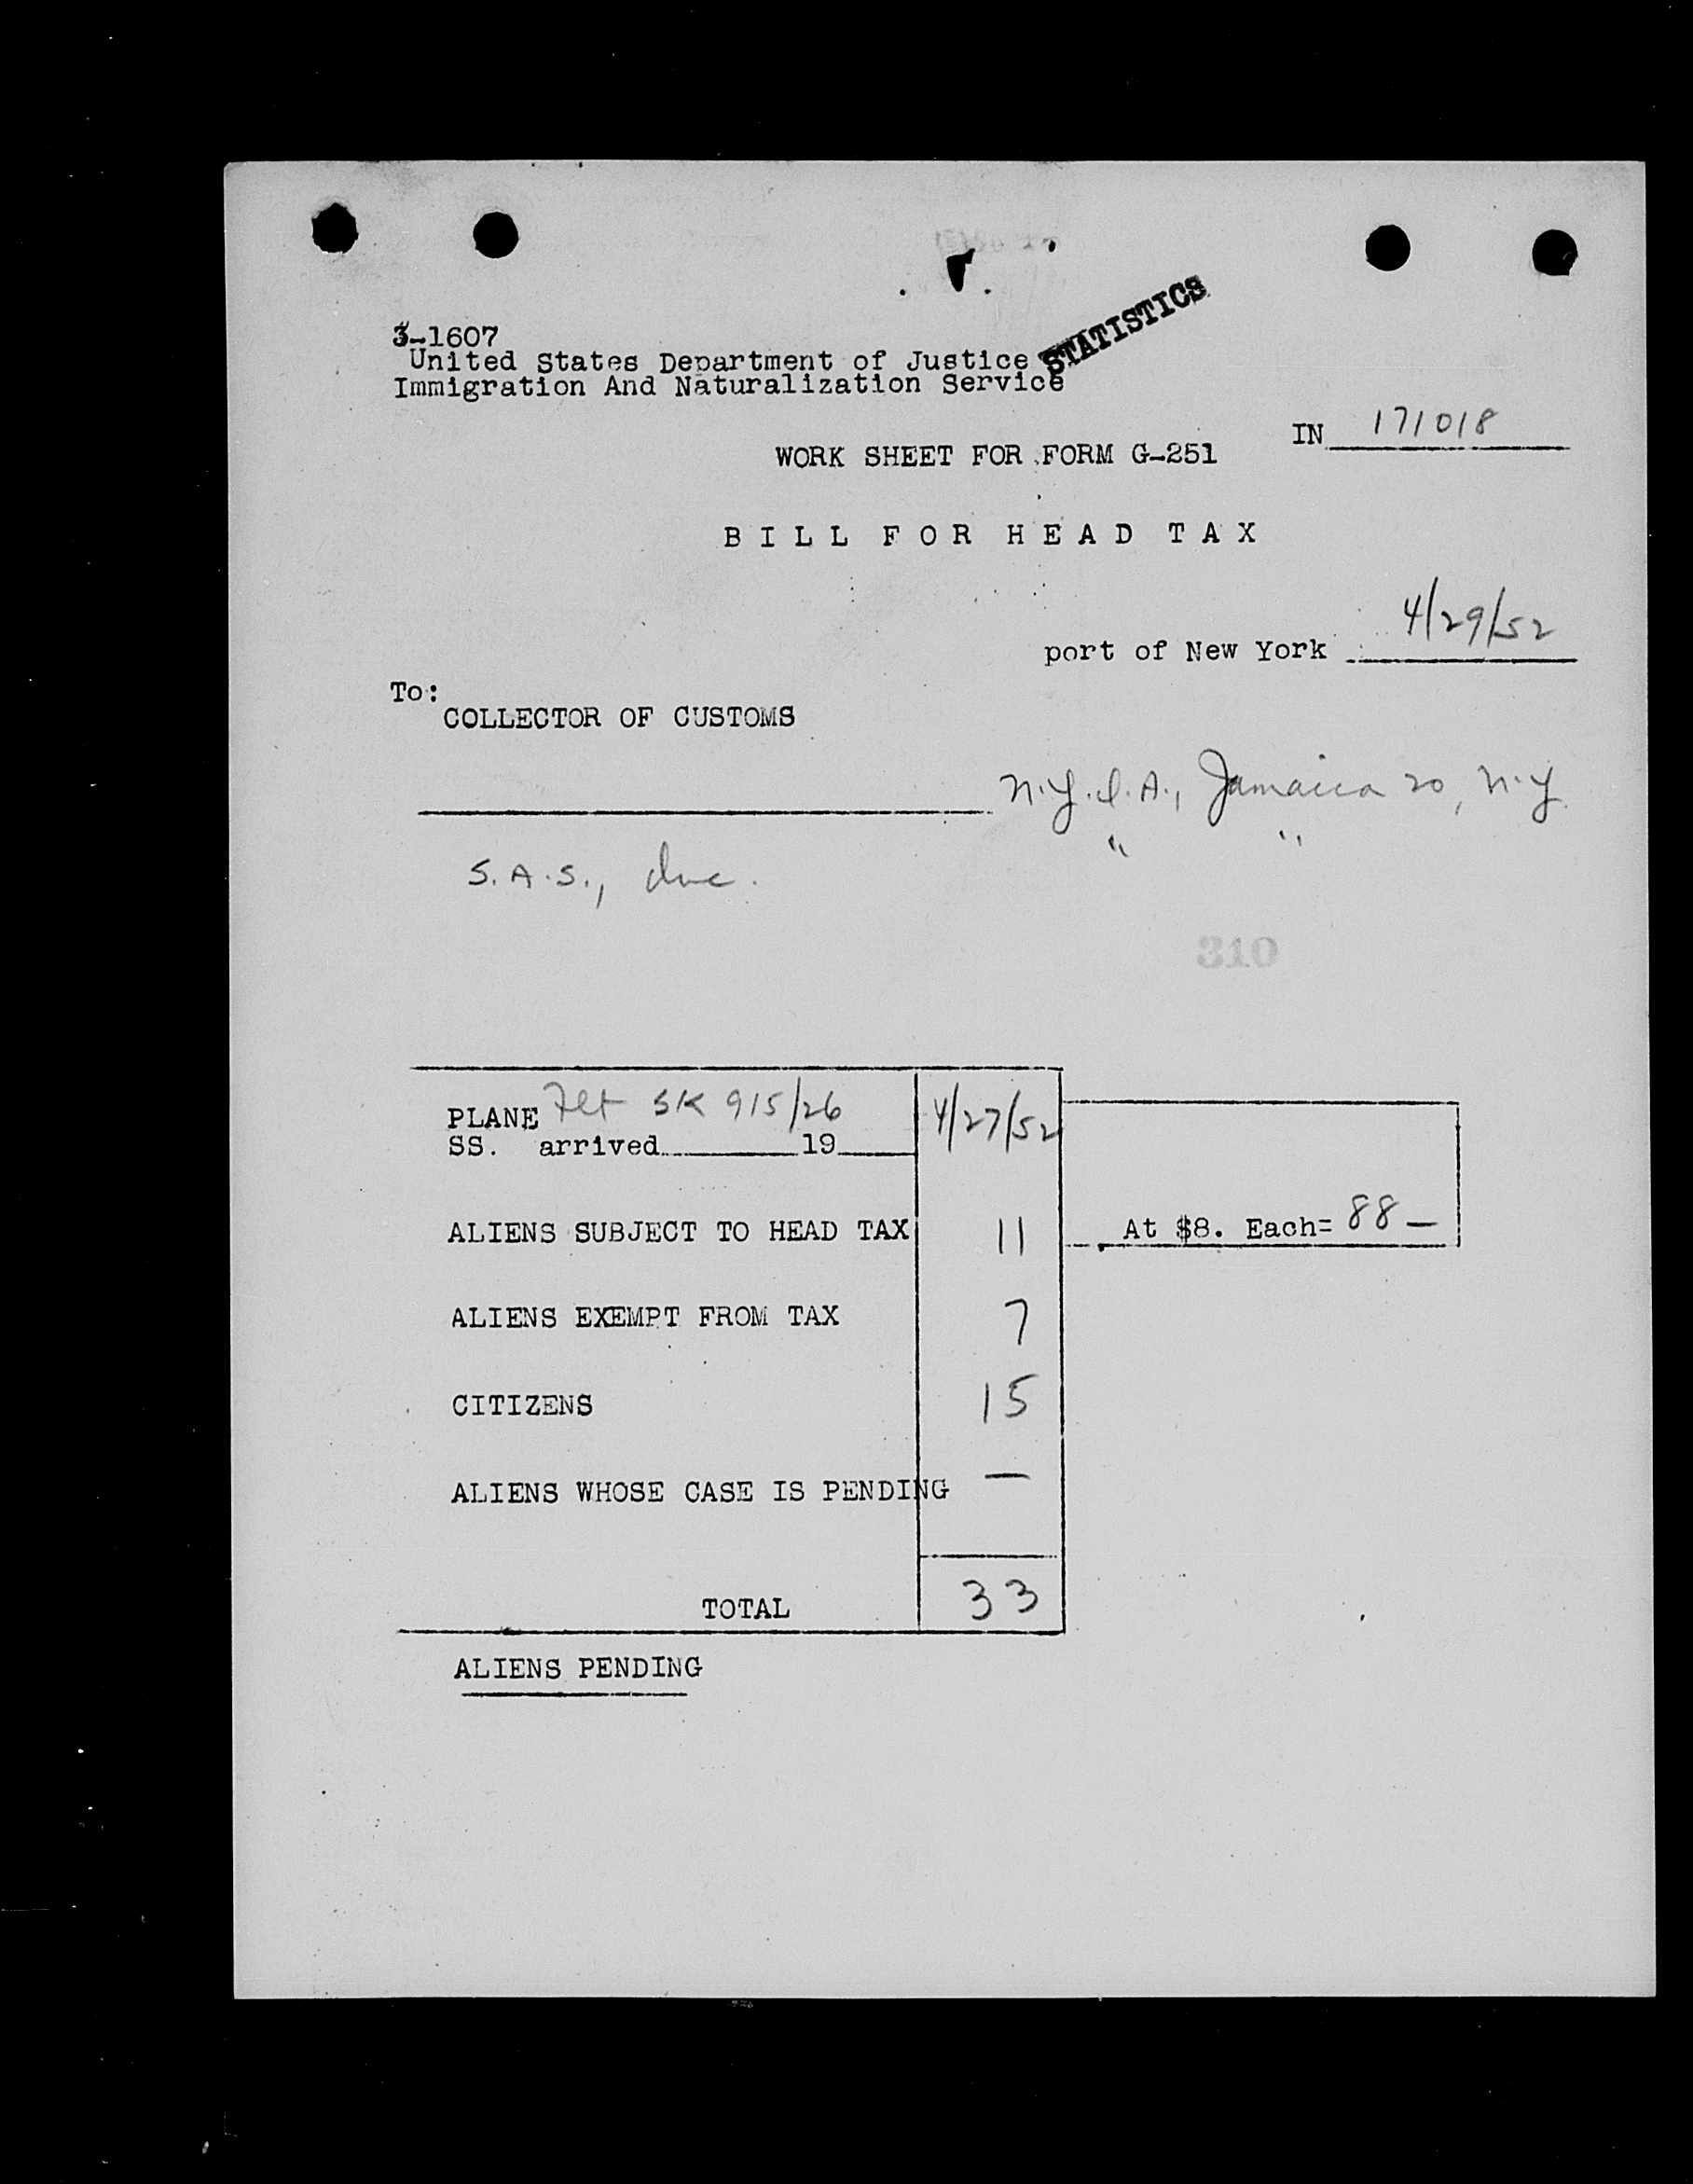 STATISTICS
3-1607
United States Department of Justice
Immigration And Naturalization Service
IN 171018
WORK SHEET FOR FORM G-251
BILL FOR HEAD TAX
port of New York 4/29/52
To:
COLLECTOR OF CUSTOMS
N.Y.I.A., Jamaica 20, N.Y.
" "
S.A.S., Inc.
310
PLANE Flt SK 915/26 4/27/52
SS. arrived 19
ALIENS SUBJECT TO HEAD TAX 11 At $8. Each= 88 —
ALIENS EXEMPT FROM TAX 7
CITIZENS 15
ALIENS WHOSE CASE IS PENDING —
TOTAL 33
ALIENS PENDING